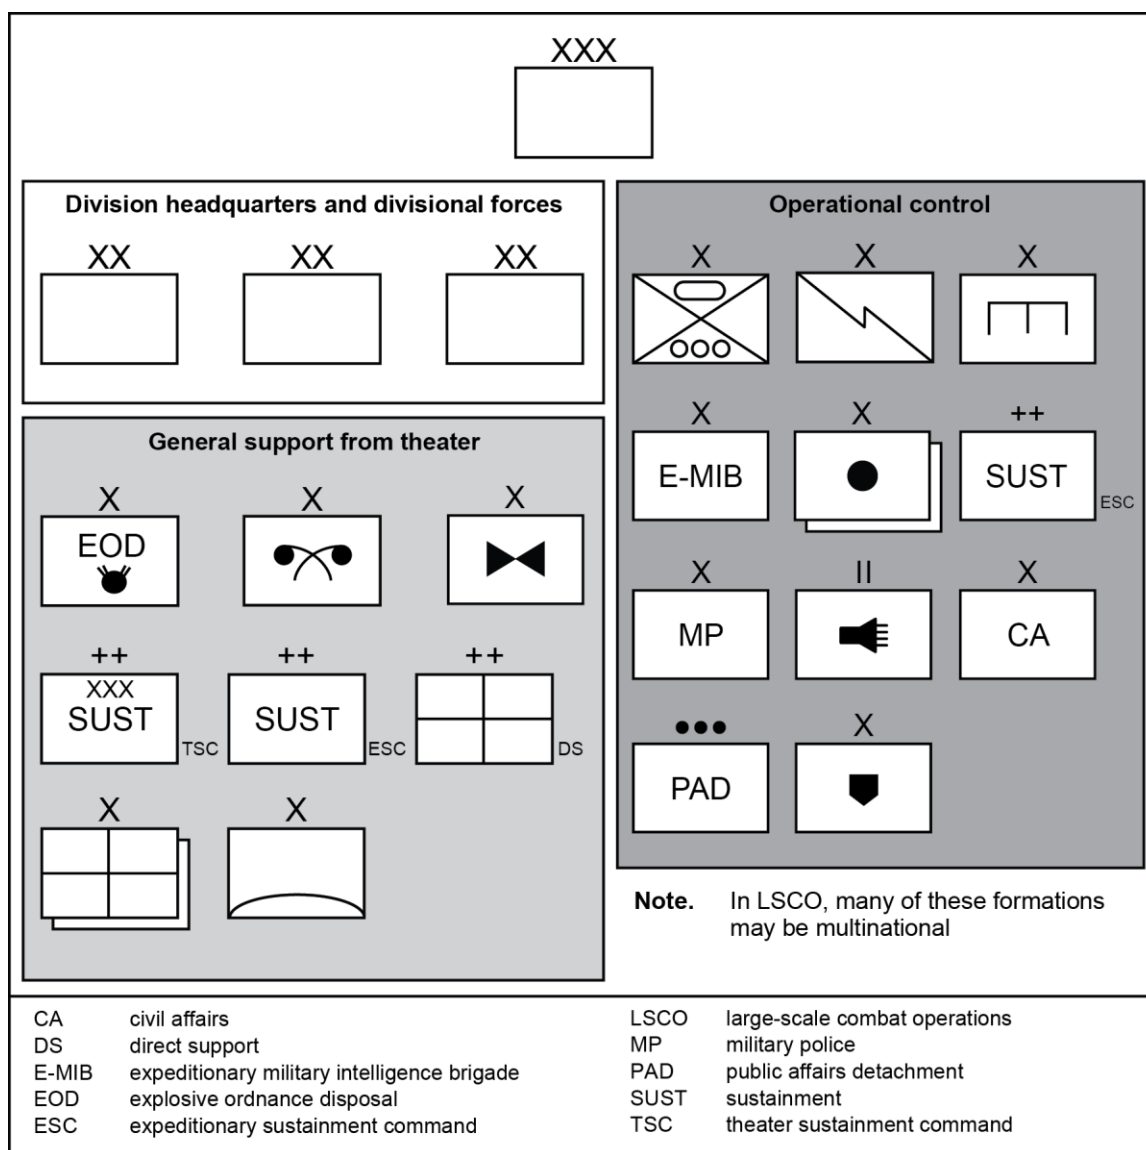 XXX
Division headquarters and divisional forces
XX XX XX
Operational control
X X X
X X ++
E-MIB SUST ESC
X II X
MP CA
●●● X
PAD
General support from theater
X X X
EOD
++ ++ ++
XXX
SUST TSC SUST ESC DS
X X
Note. In LSCO, many of these formations
may be multinational
CA civil affairs
DS direct support
E-MIB expeditionary military intelligence brigade
EOD explosive ordnance disposal
ESC expeditionary sustainment command
LSCO large-scale combat operations
MP military police
PAD public affairs detachment
SUST sustainment
TSC theater sustainment command